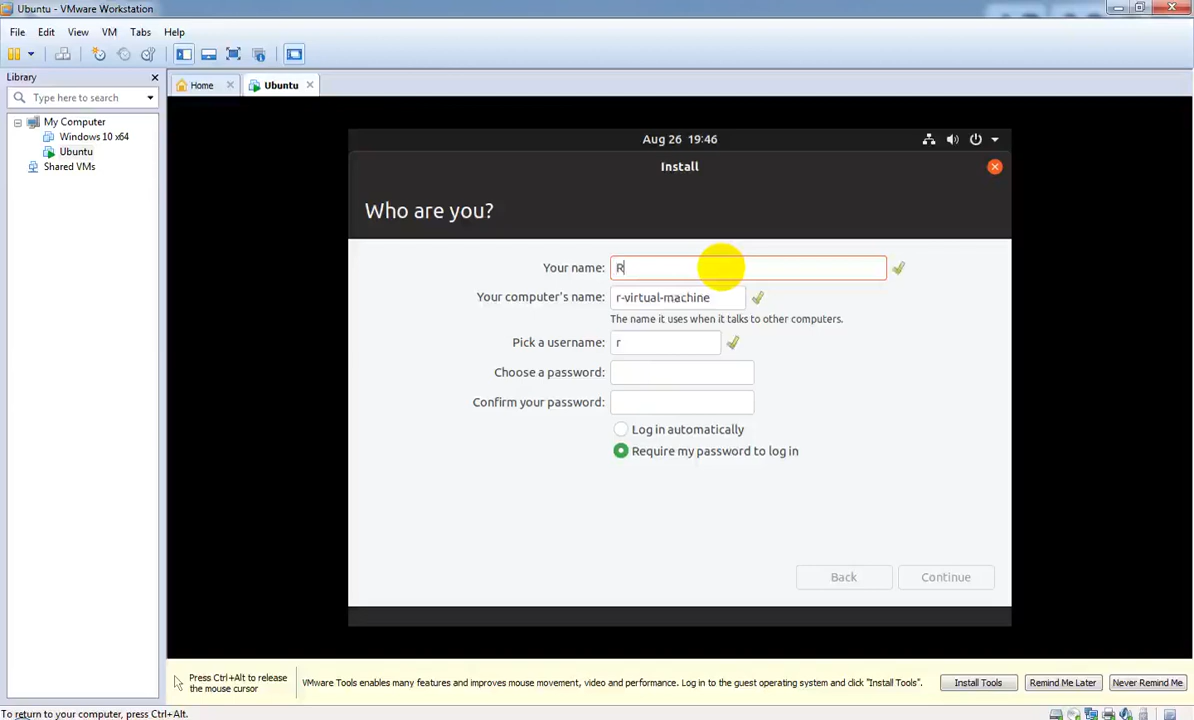 Ubuntu - VMware Workstation
File Edit View VM Tabs Help
Library
Type here to search
My Computer
Windows 10 x64
Ubuntu
Shared VMs
Home
Ubuntu
Aug 26 19:46
Install
Who are you?
Your name: R
Your computer's name: r-virtual-machine
The name it uses when it talks to other computers.
Pick a username: r
Choose a password:
Confirm your password:
Log in automatically
Require my password to log in
Back Continue
Press Ctrl+Alt to release
the mouse cursor
VMware Tools enables many features and improves mouse movement, video and performance. Log in to the guest operating system and click "Install Tools".
Install Tools Remind Me Later Never Remind Me
To return to your computer, press Ctrl+Alt.